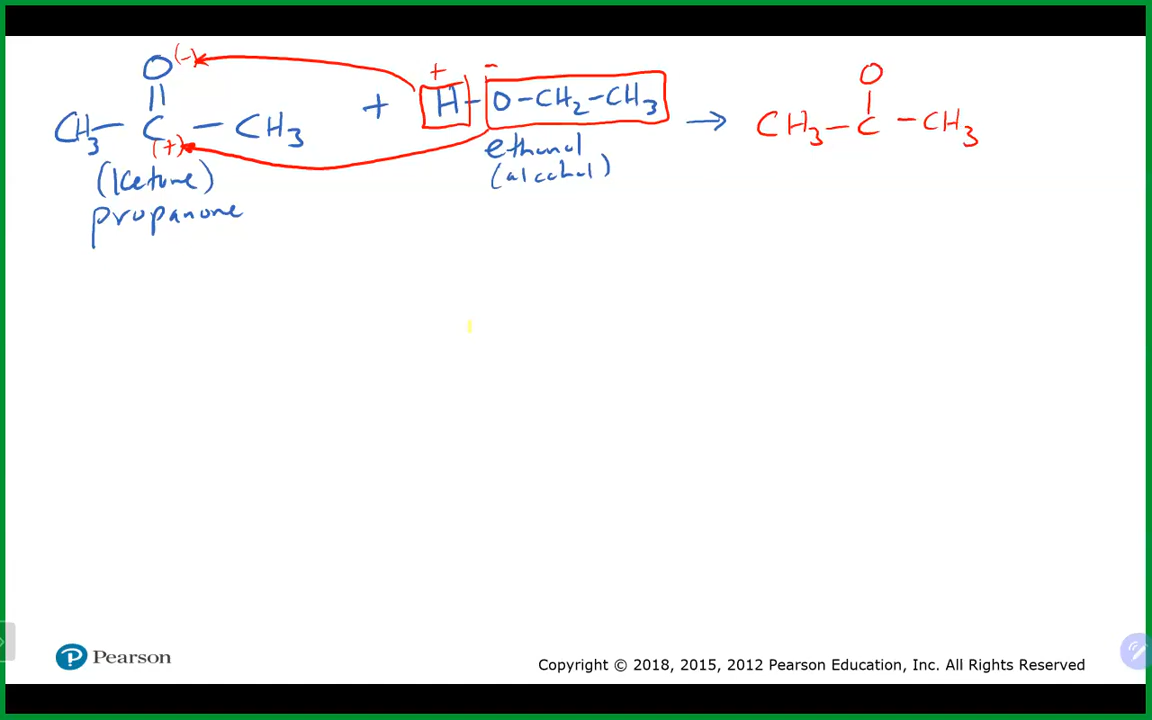 O (-) + - O
|| |
CH3 - C - CH3 + H - O - CH2 - CH3 → CH3 - C - CH3
(+) ethanol
(ketone) (alcohol)
propanone
P Pearson
Copyright © 2018, 2015, 2012 Pearson Education, Inc. All Rights Reserved